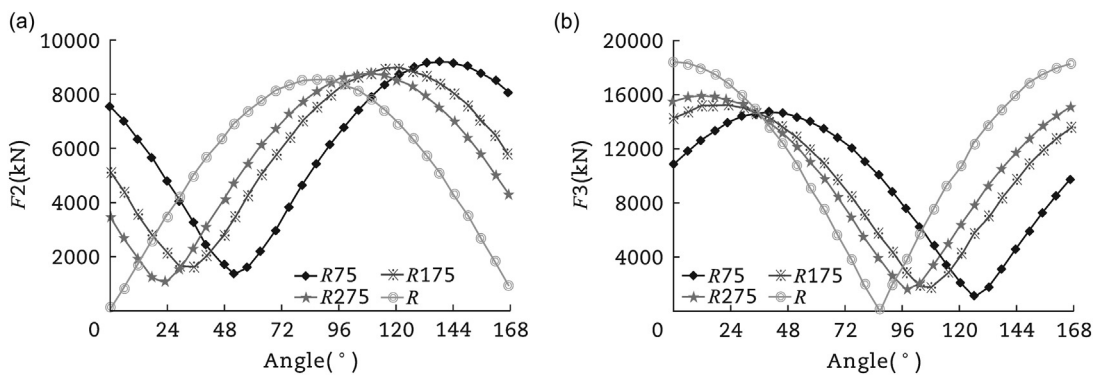 (a)
10000
8000
6000
4000
2000
0
F2(kN)
24 48 72 96 120 144 168
Angle(°)
R75 R175
R275 R
(b)
20000
16000
12000
8000
4000
0
F3(kN)
24 48 72 96 120 144 168
Angle(°)
R75 R175
R275 R